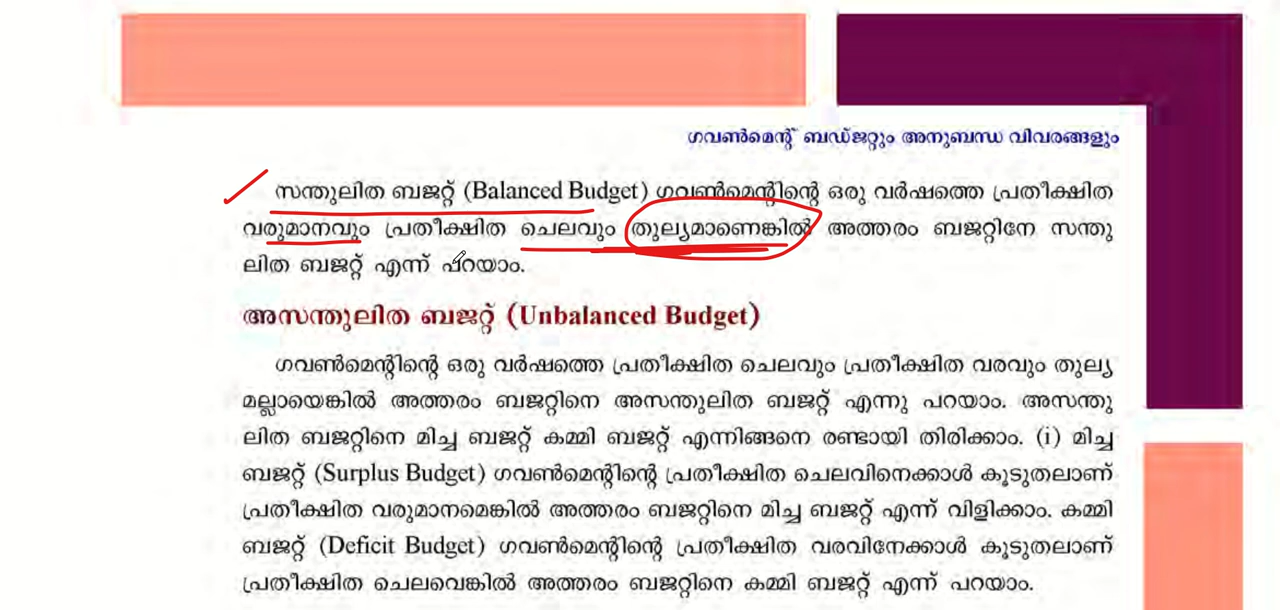 ഗവൺമെന്റ് ബഡ്ജറ്റും അനുബന്ധ വിവരങ്ങളും
സന്തുലിത ബജറ്റ് (Balanced Budget) ഗവൺമെന്റിന്റെ ഒരു വർഷത്തെ പ്രതീക്ഷിത
വരുമാനവും പ്രതീക്ഷിത ചെലവും തുല്യമാണെങ്കിൽ അത്തരം ബജറ്റിനേ സന്തു
ലിത ബജറ്റ് എന്ന് പറയാം.
അസന്തുലിത ബജറ്റ് (Unbalanced Budget)
ഗവൺമെന്റിന്റെ ഒരു വർഷത്തെ പ്രതീക്ഷിത ചെലവും പ്രതീക്ഷിത വരവും തുല്യ
മല്ലായെങ്കിൽ അത്തരം ബജറ്റിനെ അസന്തുലിത ബജറ്റ് എന്നു പറയാം. അസന്തു
ലിത ബജറ്റിനെ മിച്ച ബജറ്റ് കമ്മി ബജറ്റ് എന്നിങ്ങനെ രണ്ടായി തിരിക്കാം. (i) മിച്ച
ബജറ്റ് (Surplus Budget) ഗവൺമെന്റിന്റെ പ്രതീക്ഷിത ചെലവിനെക്കാൾ കൂടുതലാണ്
പ്രതീക്ഷിത വരുമാനമെങ്കിൽ അത്തരം ബജറ്റിനെ മിച്ച ബജറ്റ് എന്ന് വിളിക്കാം. കമ്മി
ബജറ്റ് (Deficit Budget) ഗവൺമെന്റിന്റെ പ്രതീക്ഷിത വരവിനേക്കാൾ കൂടുതലാണ്
പ്രതീക്ഷിത ചെലവെങ്കിൽ അത്തരം ബജറ്റിനെ കമ്മി ബജറ്റ് എന്ന് പറയാം.